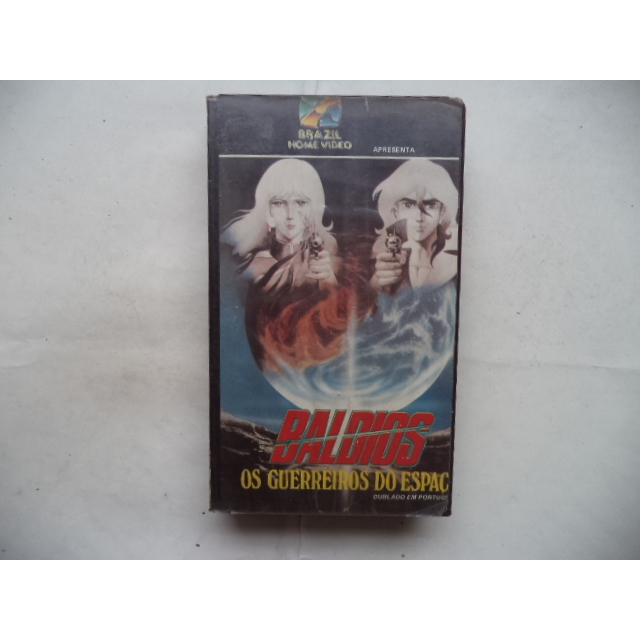 BRAZIL
HOME VIDEO
APRESENTA
BALDIOS
OS GUERREIROS DO ESPAC
DUBLADO EM PORTUG